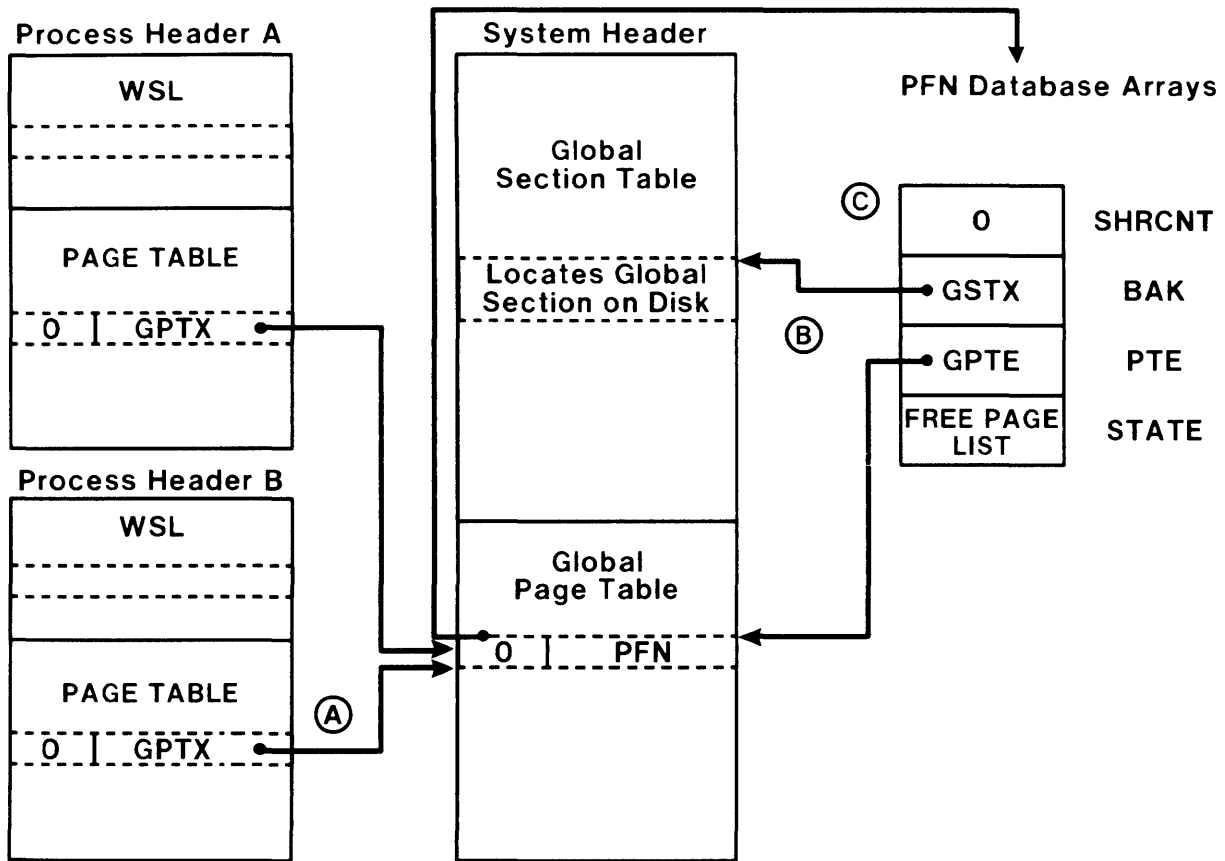 Process Header A
WSL
PAGE TABLE
0 | GPTX
Process Header B
WSL
PAGE TABLE
0 | GPTX
A
System Header
Global
Section Table
Locates Global
Section on Disk
Global
Page Table
0 | PFN
PFN Database Arrays
C
0 SHRCNT
GSTX BAK
B
GPTE PTE
FREE PAGE
LIST
STATE